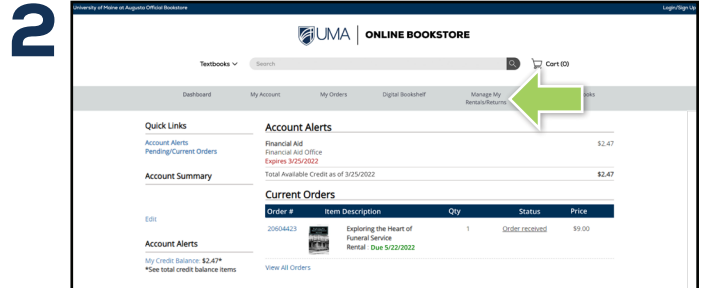 2
University of Maine at Augusta Official Bookstore
Login/Sign Up
UMA | ONLINE BOOKSTORE
Textbooks
Search
Cart (0)
Dashboard
My Account
My Orders
Digital Bookshelf
Manage My
Rentals/Returns
Quick Links
Account Alerts
Pending/Current Orders
Account Summary
Edit
Account Alerts
My Credit Balance: $2.47*
*See total credit balance items
Account Alerts
Financial Aid
$2.47
Financial Aid Office
Expires 3/25/2022
Total Available Credit as of 3/25/2022
$2.47
Current Orders
Order # Item Description Qty Status Price
20604423
Exploring the Heart of
Funeral Service
Rental : Due 5/22/2022
1
Order received
$9.00
View All Orders